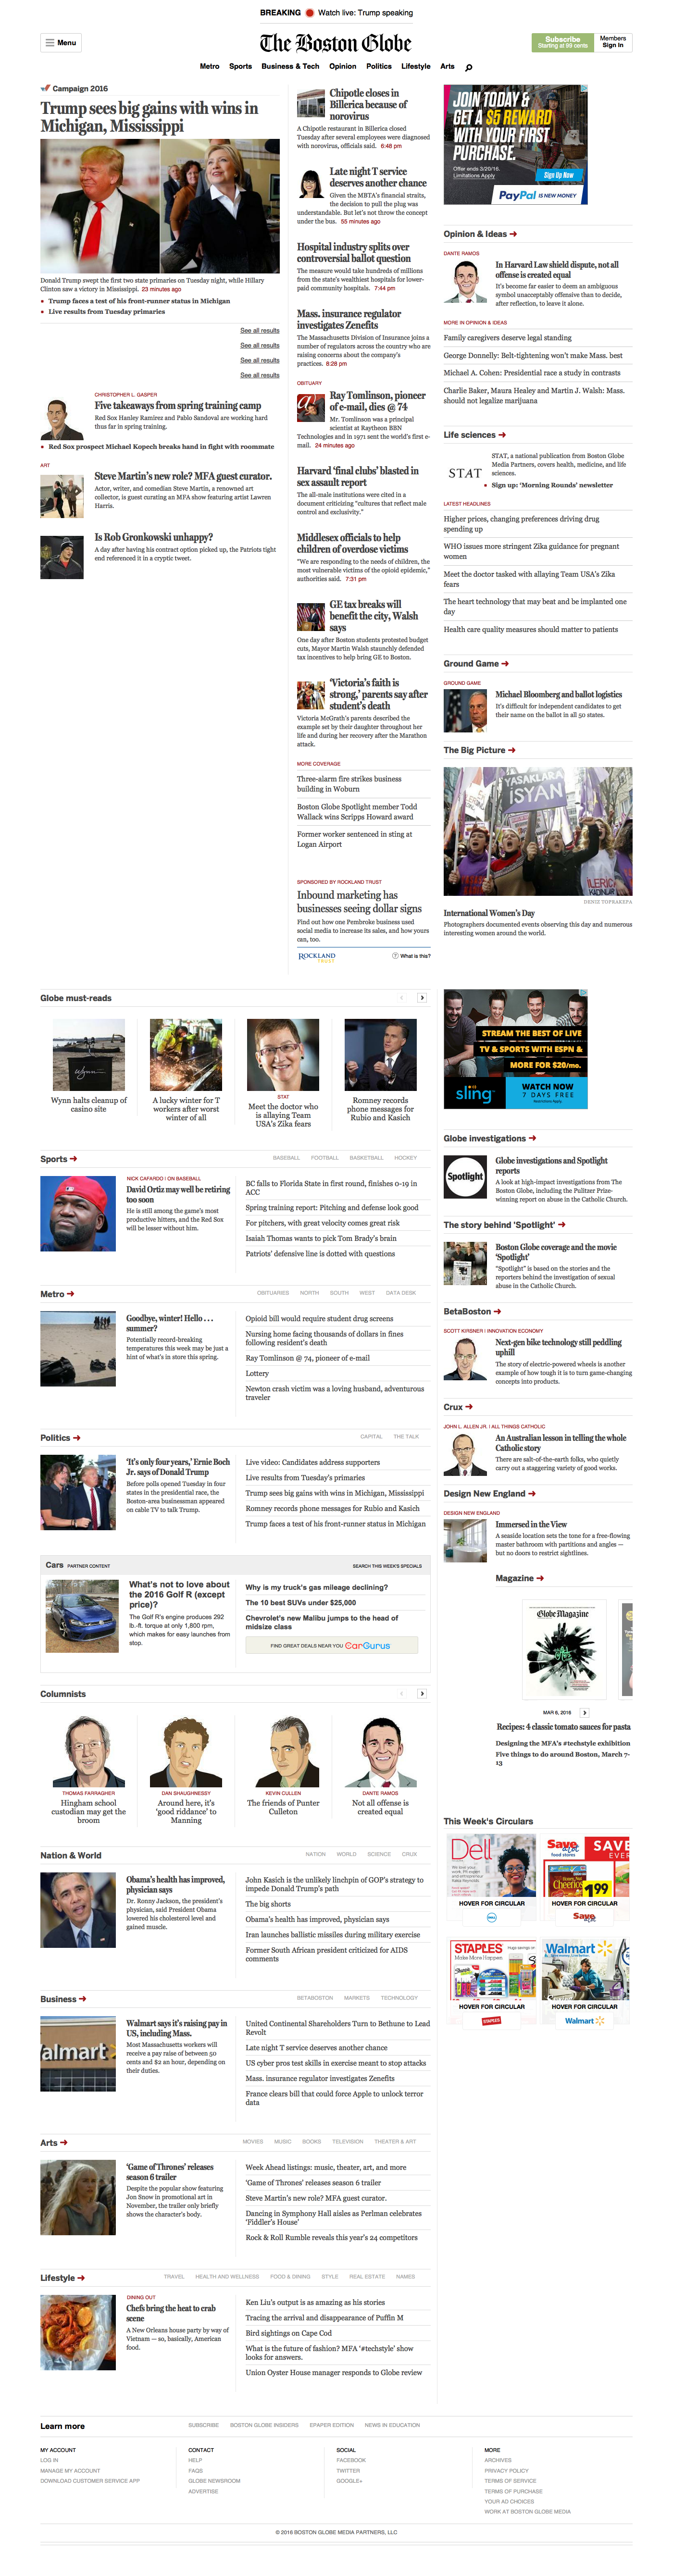 BREAKING Watch live: Trump speaking
Menu
The Boston Globe
Subscribe
Starting at 99 cents
Members
Sign In
Metro Sports Business & Tech Opinion Politics Lifestyle Arts
Campaign 2016
Trump sees big gains with wins in
Michigan, Mississippi
Donald Trump swept the first two state primaries on Tuesday night, while Hillary
Clinton saw a victory in Mississippi. 23 minutes ago
Trump faces a test of his front-runner status in Michigan
Live results from Tuesday primaries
See all results
See all results
See all results
See all results
CHRISTOPHER L. GASPER
Five takeaways from spring training camp
Red Sox Hanley Ramirez and Pablo Sandoval are working hard
thus far in spring training.
Red Sox prospect Michael Kopech breaks hand in fight with roommate
ART
Steve Martin's new role? MFA guest curator.
Actor, writer, and comedian Steve Martin, a renowned art
collector, is guest curating an MFA show featuring artist Lawren
Harris.
Is Rob Gronkowski unhappy?
A day after having his contract option picked up, the Patriots tight
end referenced it in a cryptic tweet.
Chipotle closes in
Billerica because of
norovirus
A Chipotle restaurant in Billerica closed
Tuesday after several employees were diagnosed
with norovirus, officials said. 6:46 pm
Late night T service
deserves another chance
Given the MBTA's financial straits,
the decision to pull the plug was
understandable. But let's not throw the concept
under the bus. 55 minutes ago
Hospital industry splits over
controversial ballot question
The measure would take hundreds of millions
from the state's wealthiest hospitals for lower-
paid community hospitals. 7:44 pm
Mass. insurance regulator
investigates Zenefits
The Massachusetts Division of Insurance joins a
number of regulators across the country who are
raising concerns about the company's
practices. 8:28 pm
OBITUARY
Ray Tomlinson, pioneer
of e-mail, dies @ 74
Mr. Tomlinson was a principal
scientist at Raytheon BBN
Technologies and in 1971 sent the world's first e-
mail. 24 minutes ago
Harvard 'final clubs' blasted in
sex assault report
The all-male institutions were cited in a
document criticizing "cultures that reflect male
control and exclusivity."
Middlesex officials to help
children of overdose victims
"We are responding to the needs of children, the
most vulnerable victims of the opioid epidemic,"
authorities said. 7:31 pm
GE tax breaks will
benefit the city, Walsh
says
One day after Boston students protested budget
cuts, Mayor Martin Walsh staunchly defended
tax incentives to help bring GE to Boston.
'Victoria's faith is
strong,' parents say after
student's death
Victoria McGrath's parents described the
example set by their daughter throughout her
life and during her recovery after the Marathon
attack.
MORE COVERAGE
Three-alarm fire strikes business
building in Woburn
Boston Globe Spotlight member Todd
Wallack wins Scripps Howard award
Former worker sentenced in sting at
Logan Airport
SPONSORED BY ROCKLAND TRUST
Inbound marketing has
businesses seeing dollar signs
Find out how one Pembroke business used
social media to increase its sales, and how yours
can, too.
ROCKLAND
TRUST
What is this?
JOIN TODAY &
GET A $5 REWARD
WITH YOUR FIRST
PURCHASE.
Offer ends 3/20/16.
Limitations Apply
Sign Up Now
PayPal IS NEW MONEY
Opinion & Ideas
DANTE RAMOS
In Harvard Law shield dispute, not all
offense is created equal
It's become far easier to deem an ambiguous
symbol unacceptably offensive than to decide,
after reflection, to leave it alone.
MORE IN OPINION & IDEAS
Family caregivers deserve legal standing
George Donnelly: Belt-tightening won't make Mass. best
Michael A. Cohen: Presidential race a study in contrasts
Charlie Baker, Maura Healey and Martin J. Walsh: Mass.
should not legalize marijuana
Life sciences
STAT
STAT, a national publication from Boston Globe
Media Partners, covers health, medicine, and life
sciences.
Sign up: 'Morning Rounds' newsletter
LATEST HEADLINES
Higher prices, changing preferences driving drug
spending up
WHO issues more stringent Zika guidance for pregnant
women
Meet the doctor tasked with allaying Team USA's Zika
fears
The heart technology that may beat and be implanted one
day
Health care quality measures should matter to patients
Ground Game
GROUND GAME
Michael Bloomberg and ballot logistics
It's difficult for independent candidates to get
their name on the ballot in all 50 states.
The Big Picture
YASAKLARA
ISYAN
DENIZ TOPRAKEFA
International Women's Day
Photographers documented events observing this day and numerous
interesting women around the world.
Globe must-reads
Wynn halts cleanup of
casino site
A lucky winter for T
workers after worst
winter of all
STAT
Meet the doctor who
is allaying Team
USA's Zika fears
Romney records
phone messages for
Rubio and Kasich
STREAM THE BEST OF LIVE
TV & SPORTS WITH ESPN &
MORE FOR $20/mo.
sling
WATCH NOW
7 DAYS FREE
Sports
BASEBALL FOOTBALL BASKETBALL HOCKEY
NICK CAFARDO | ON BASEBALL
David Ortiz may well be retiring
too soon
He is still among the game's most
productive hitters, and the Red Sox
will be lesser without him.
BC falls to Florida State in first round, finishes 0-19 in
ACC
Spring training report: Pitching and defense look good
For pitchers, with great velocity comes great risk
Isaiah Thomas wants to pick Tom Brady's brain
Patriots' defensive line is dotted with questions
Metro
OBITUARIES NORTH SOUTH WEST DATA DESK
Goodbye, winter! Hello . . .
summer?
Potentially record-breaking
temperatures this week may be just a
hint of what's in store this spring.
Opioid bill would require student drug screens
Nursing home facing thousands of dollars in fines
following resident's death
Ray Tomlinson @ 74, pioneer of e-mail
Lottery
Newton crash victim was a loving husband, adventurous
traveler
Politics
CAPITAL THE TALK
'It's only four years,' Ernie Boch
Jr. says of Donald Trump
Before polls opened Tuesday in four
states in the presidential race, the
Boston-area businessman appeared
on cable TV to talk Trump.
Live video: Candidates address supporters
Live results from Tuesday's primaries
Trump sees big gains with wins in Michigan, Mississippi
Romney records phone messages for Rubio and Kasich
Trump faces a test of his front-runner status in Michigan
Cars PARTNER CONTENT
SEARCH THIS WEEK'S SPECIALS
What's not to love about
the 2016 Golf R (except
price)?
The Golf R's engine produces 292
lb.-ft. torque at only 1,800 rpm,
which makes for easy launches from
stop.
Why is my truck's gas mileage declining?
The 10 best SUVs under $25,000
Chevrolet's new Malibu jumps to the head of
midsize class
FIND GREAT DEALS NEAR YOU CarGurus
Columnists
THOMAS FARRAGHER
Hingham school
custodian may get the
broom
DAN SHAUGHNESSY
Around here, it's
'good riddance' to
Manning
KEVIN CULLEN
The friends of Punter
Culleton
DANTE RAMOS
Not all offense is
created equal
Nation & World
NATION WORLD SCIENCE CRUX
Obama's health has improved,
physician says
Dr. Ronny Jackson, the president's
physician, said President Obama
lowered his cholesterol level and
gained muscle.
John Kasich is the unlikely linchpin of GOP's strategy to
impede Donald Trump's path
The big shorts
Obama's health has improved, physician says
Iran launches ballistic missiles during military exercise
Former South African president criticized for AIDS
comments
Business
BETABOSTON MARKETS TECHNOLOGY
almart
Walmart says it's raising pay in
US, including Mass.
Most Massachusetts workers will
receive a pay raise of between 50
cents and $2 an hour, depending on
their duties.
United Continental Shareholders Turn to Bethune to Lead
Revolt
Late night T service deserves another chance
US cyber pros test skills in exercise meant to stop attacks
Mass. insurance regulator investigates Zenefits
France clears bill that could force Apple to unlock terror
data
Arts
MOVIES MUSIC BOOKS TELEVISION THEATER & ART
'Game of Thrones' releases
season 6 trailer
Despite the popular show featuring
Jon Snow in promotional art in
November, the trailer only briefly
shows the character's body.
Week Ahead listings: music, theater, art, and more
'Game of Thrones' releases season 6 trailer
Steve Martin's new role? MFA guest curator.
Dancing in Symphony Hall aisles as Perlman celebrates
'Fiddler's House'
Rock & Roll Rumble reveals this year's 24 competitors
Lifestyle
TRAVEL HEALTH AND WELLNESS FOOD & DINING STYLE REAL ESTATE NAMES
DINING OUT
Chefs bring the heat to crab
scene
A New Orleans house party by way of
Vietnam — so, basically, American
food.
Ken Liu's output is as amazing as his stories
Tracing the arrival and disappearance of Puffin M
Bird sightings on Cape Cod
What is the future of fashion? MFA '#techstyle' show
looks for answers.
Union Oyster House manager responds to Globe review
Globe investigations
Spotlight
Globe investigations and Spotlight
reports
A look at high-impact investigations from The
Boston Globe, including the Pulitzer Prize-
winning report on abuse in the Catholic Church.
The story behind 'Spotlight'
Boston Globe coverage and the movie
'Spotlight'
"Spotlight" is based on the stories and the
reporters behind the investigation of sexual
abuse in the Catholic Church.
BetaBoston
SCOTT KIRSNER | INNOVATION ECONOMY
Next-gen bike technology still peddling
uphill
The story of electric-powered wheels is another
example of how tough it is to turn game-changing
concepts into products.
Crux
JOHN L. ALLEN JR. | ALL THINGS CATHOLIC
An Australian lesson in telling the whole
Catholic story
There are salt-of-the-earth folks, who quietly
carry out a staggering variety of good works.
Design New England
DESIGN NEW ENGLAND
Immersed in the View
A seaside location sets the tone for a free-flowing
master bathroom with partitions and angles —
but no doors to restrict sightlines.
Magazine
Globe Magazine
MAR 6, 2016
Recipes: 4 classic tomato sauces for pasta
Designing the MFA's #techstyle exhibition
Five things to do around Boston, March 7-
13
This Week's Circulars
Dell
HOVER FOR CIRCULAR
DELL
Save a Lot
food stores
SAVE
EVER
Cheerios
1.99
HOVER FOR CIRCULAR
Save a Lot
STAPLES
Make More Happen
Huge savings
HOVER FOR CIRCULAR
STAPLES
Walmart
HOVER FOR CIRCULAR
Walmart
Learn more
SUBSCRIBE BOSTON GLOBE INSIDERS EPAPER EDITION NEWS IN EDUCATION
MY ACCOUNT
LOG IN
MANAGE MY ACCOUNT
DOWNLOAD CUSTOMER SERVICE APP
CONTACT
HELP
FAQS
GLOBE NEWSROOM
ADVERTISE
SOCIAL
FACEBOOK
TWITTER
GOOGLE+
MORE
ARCHIVES
PRIVACY POLICY
TERMS OF SERVICE
TERMS OF PURCHASE
YOUR AD CHOICES
WORK AT BOSTON GLOBE MEDIA
© 2016 BOSTON GLOBE MEDIA PARTNERS, LLC